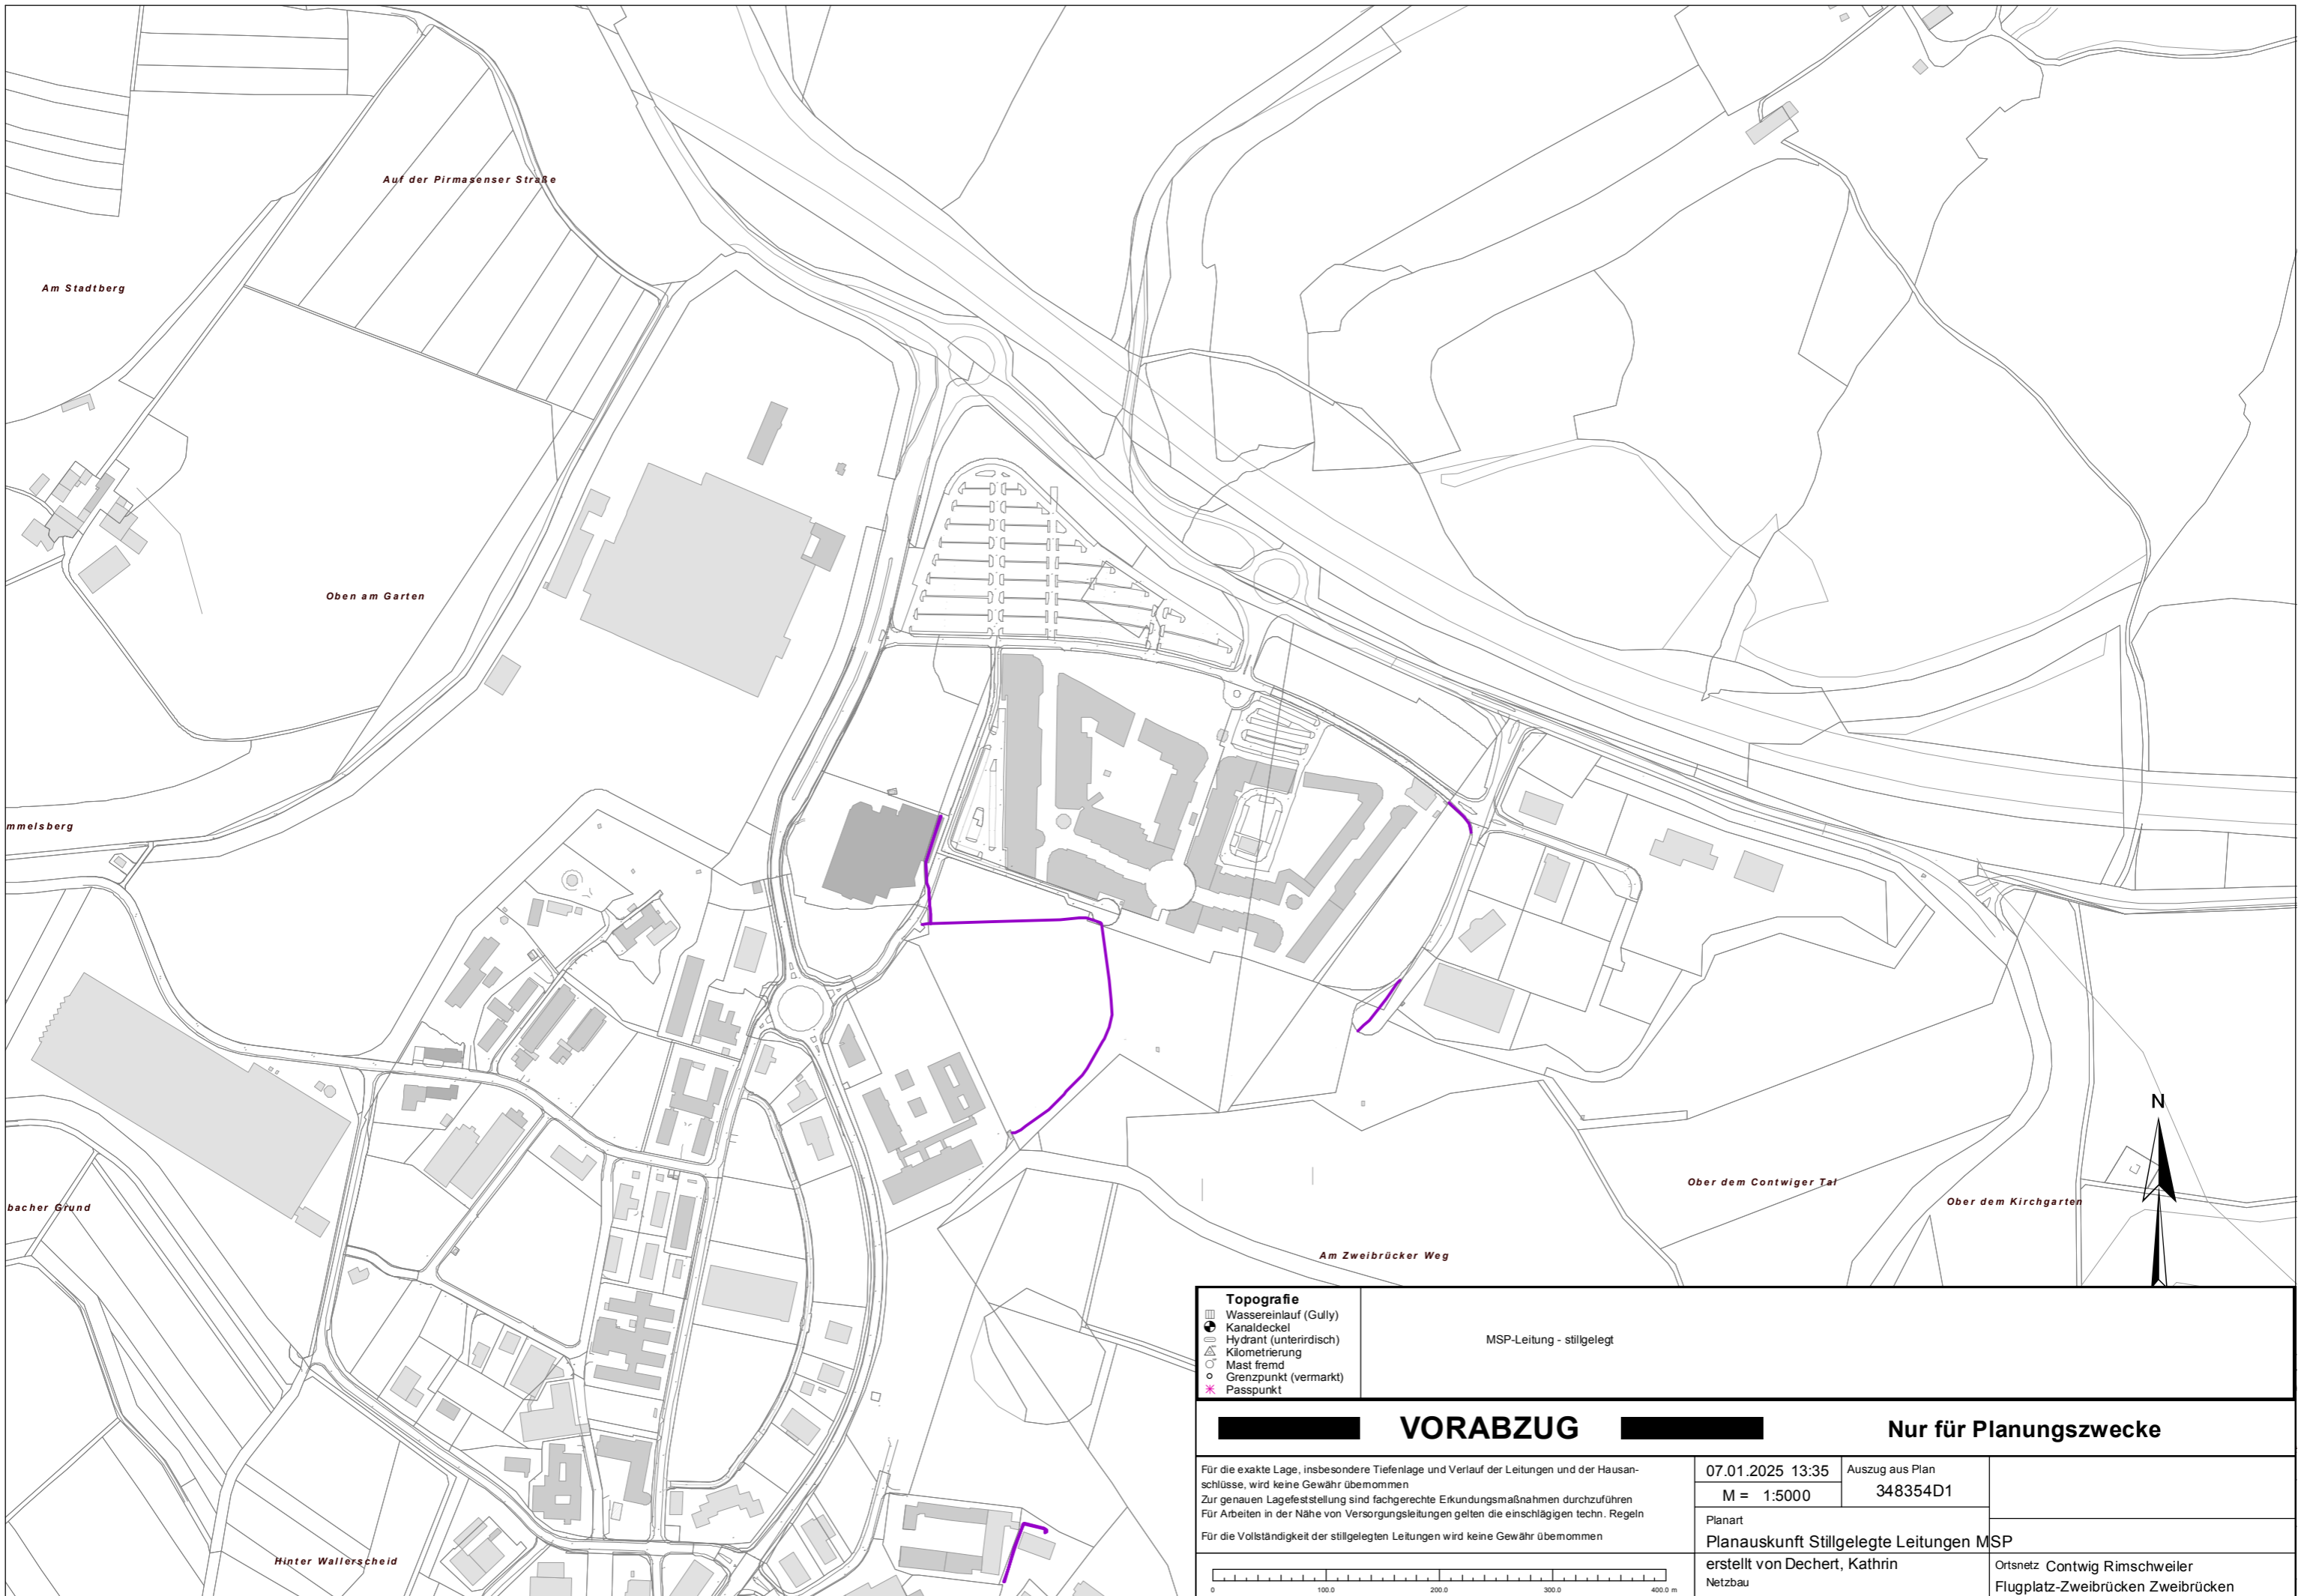 Auf der Pirmasenser Straße
Am Stadtberg
Oben am Garten
mmelsberg
bacher Grund
Ober dem Contwiger Tal
Ober dem Kirchgarten
Am Zweibrücker Weg
Hinter Wallerscheid
N
Topografie
Wassereinlauf (Gully)
Kanaldeckel
Hydrant (unterirdisch)
Kilometrierung
Mast fremd
Grenzpunkt (vermarkt)
Passpunkt
MSP-Leitung - stillgelegt
VORABZUG
Nur für Planungszwecke
Für die exakte Lage, insbesondere Tiefenlage und Verlauf der Leitungen und der Hausan-
schlüsse, wird keine Gewähr übernommen
Zur genauen Lagefeststellung sind fachgerechte Erkundungsmaßnahmen durchzuführen
Für Arbeiten in der Nähe von Versorgungsleitungen gelten die einschlägigen techn. Regeln
Für die Vollständigkeit der stillgelegten Leitungen wird keine Gewähr übernommen
0 100.0 200.0 300.0 400.0 m
07.01.2025 13:35
M = 1:5000
Auszug aus Plan
348354D1
Planart
Planauskunft Stillgelegte Leitungen MSP
erstellt von Dechert, Kathrin
Netzbau
Ortsnetz Contwig Rimschweiler
Flugplatz-Zweibrücken Zweibrücken